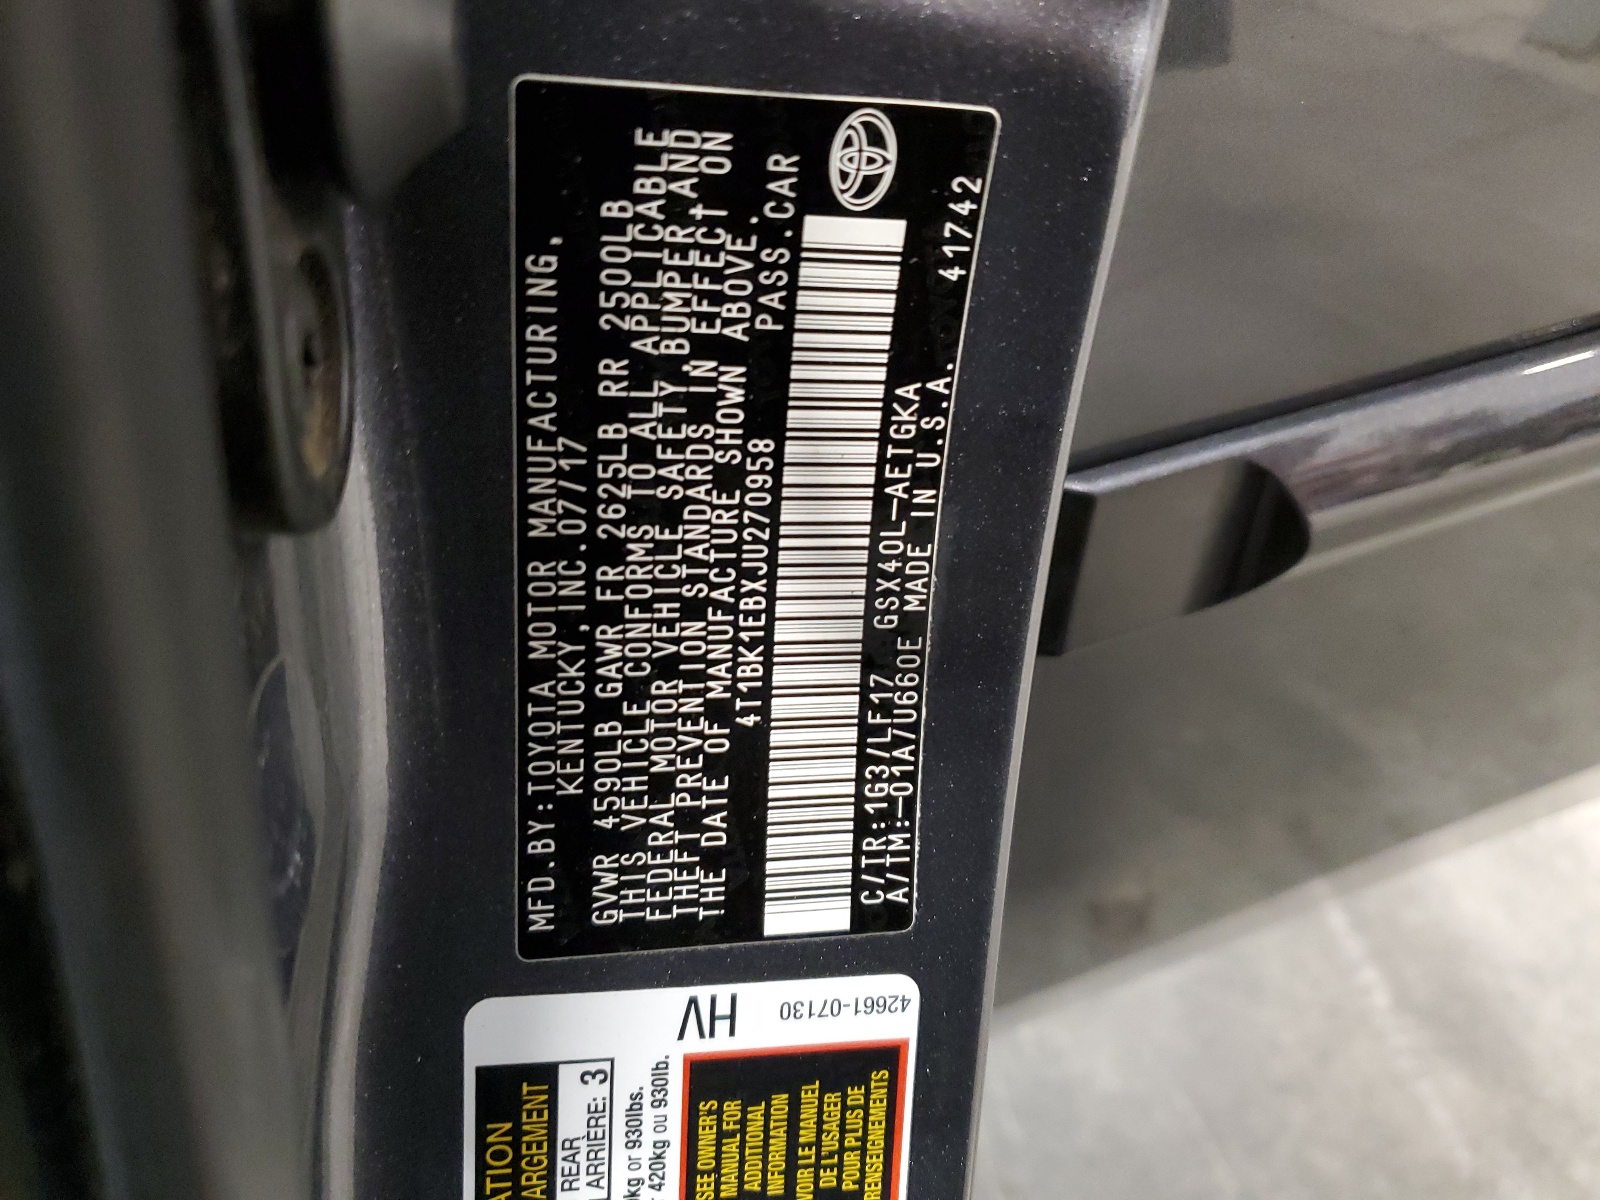 MFD.BY:TOYOTA MOTOR MANUFACTURING,
KENTUCKY,INC.07/17
GVWR 4590LB GAWR FR 2625LB RR 2500LB
THIS VEHICLE CONFORMS TO ALL APPLICABLE
FEDERAL MOTOR VEHICLE SAFETY,BUMPER,AND
THEFT PREVENTION STANDARDS IN EFFECT ON
THE DATE OF MANUFACTURE SHOWN ABOVE.
4T1BK1EBXJU270958 PASS.CAR
C/TR:1G3/LF17 GSX40L-AETGKA
A/TM:-01A/U660E MADE IN U.S.A. 41742
ATION
ARGEMENT
REAR
ARRIÈRE: 3
kg or 930lbs.
420kg ou 930lb.
HV
42661-07130
SEE OWNER'S
MANUAL FOR
ADDITIONAL
INFORMATION
VOIR LE MANUEL
DE L'USAGER
POUR PLUS DE
RENSEIGNEMENTS